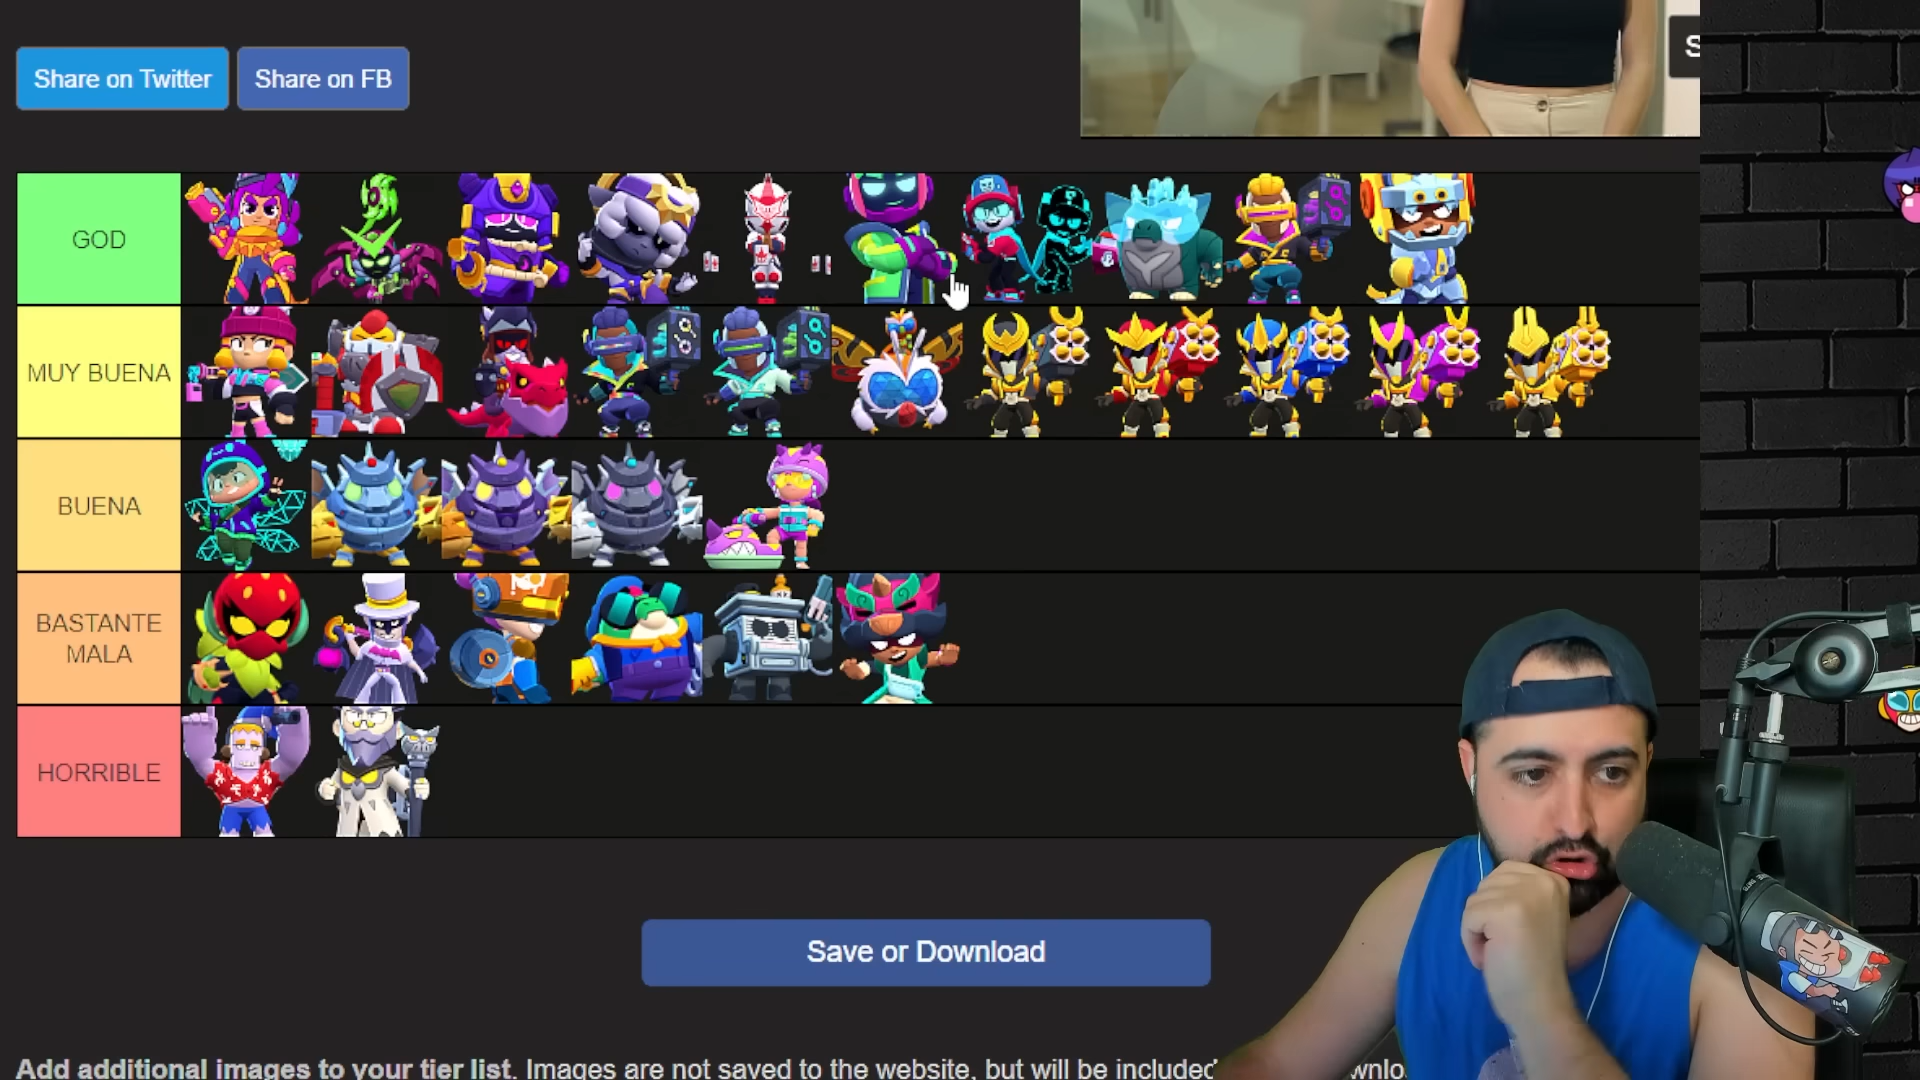 Share on Twitter Share on FB
S
GOD
MUY BUENA
BUENA
BASTANTE
MALA
HORRIBLE
Save or Download
Add additional images to your tier list. Images are not saved to the website, but will be included